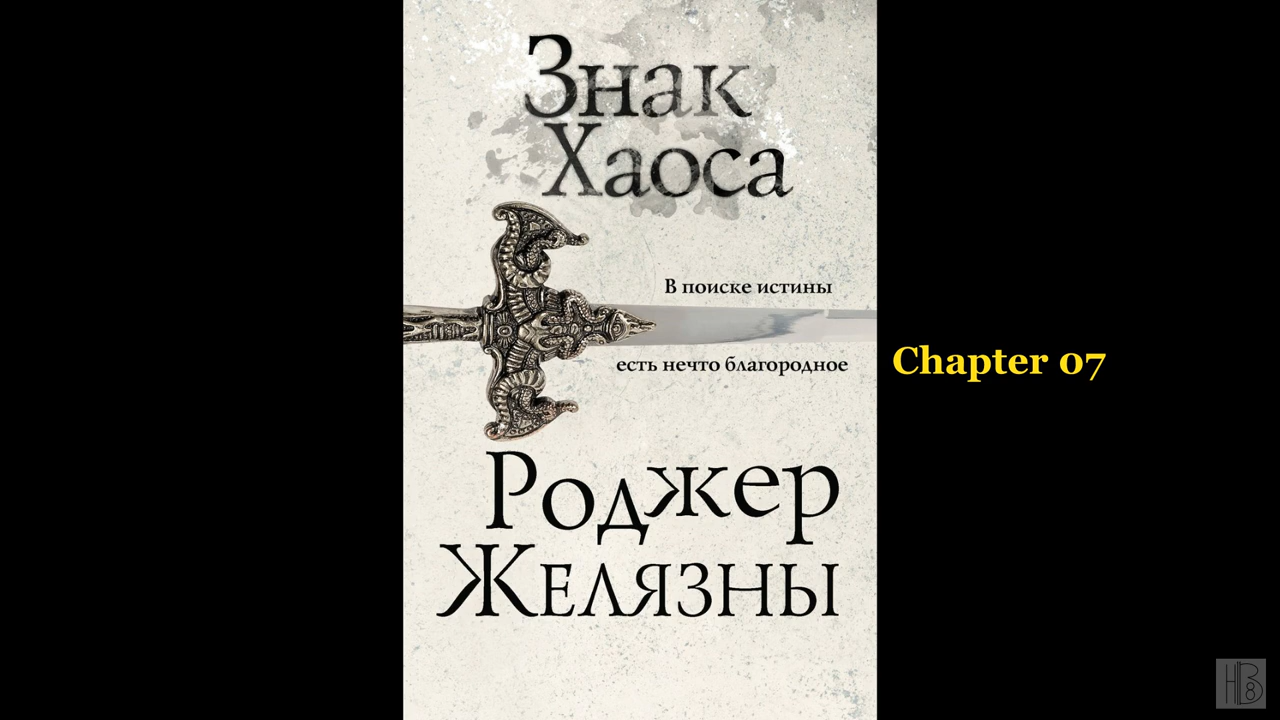 Знак
Хаоса
В поиске истины
есть нечто благородное
Chapter 07
Роджер
Желязны